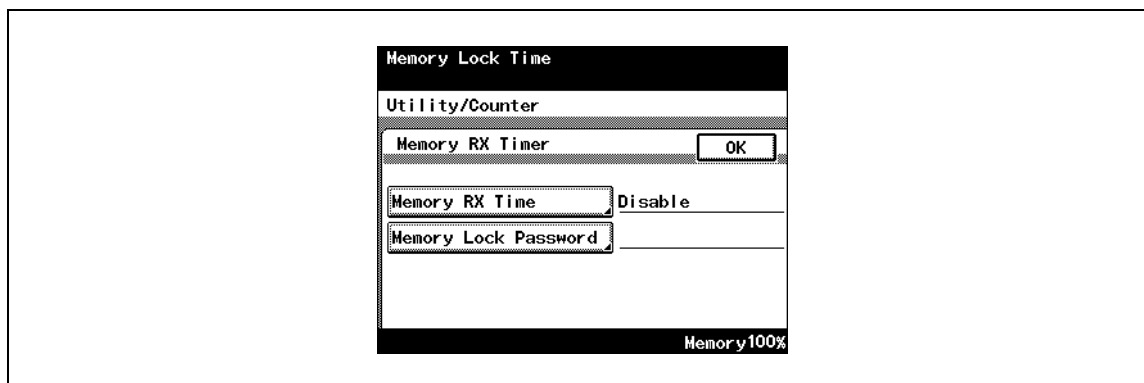 Memory Lock Time
Utility/Counter
Memory RX Timer OK
Memory RX Time Disable
Memory Lock Password
Memory100%